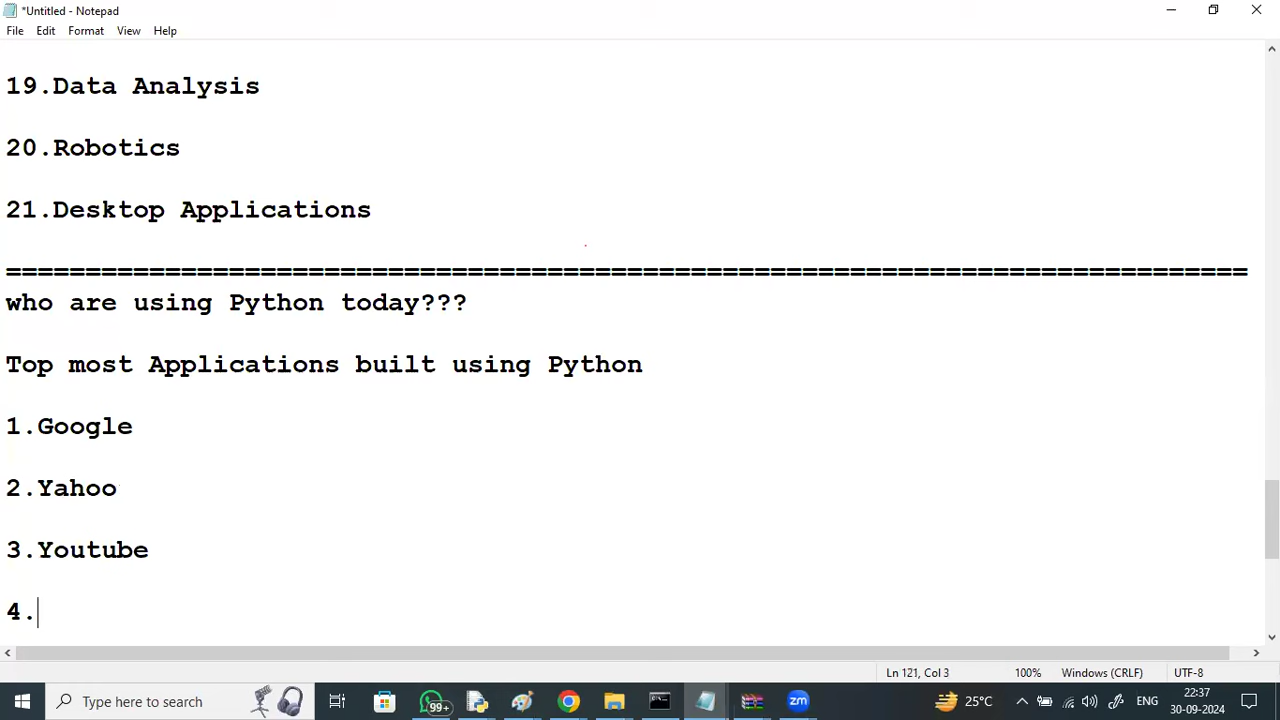 *Untitled - Notepad
File Edit Format View Help
19.Data Analysis
20.Robotics
21.Desktop Applications
==============================================================================
who are using Python today???
Top most Applications built using Python
1.Google
2.Yahoo
3.Youtube
4.
Ln 121, Col 3 100% Windows (CRLF) UTF-8
Type here to search 99+ zm 25°C ENG 22:37
30-09-2024